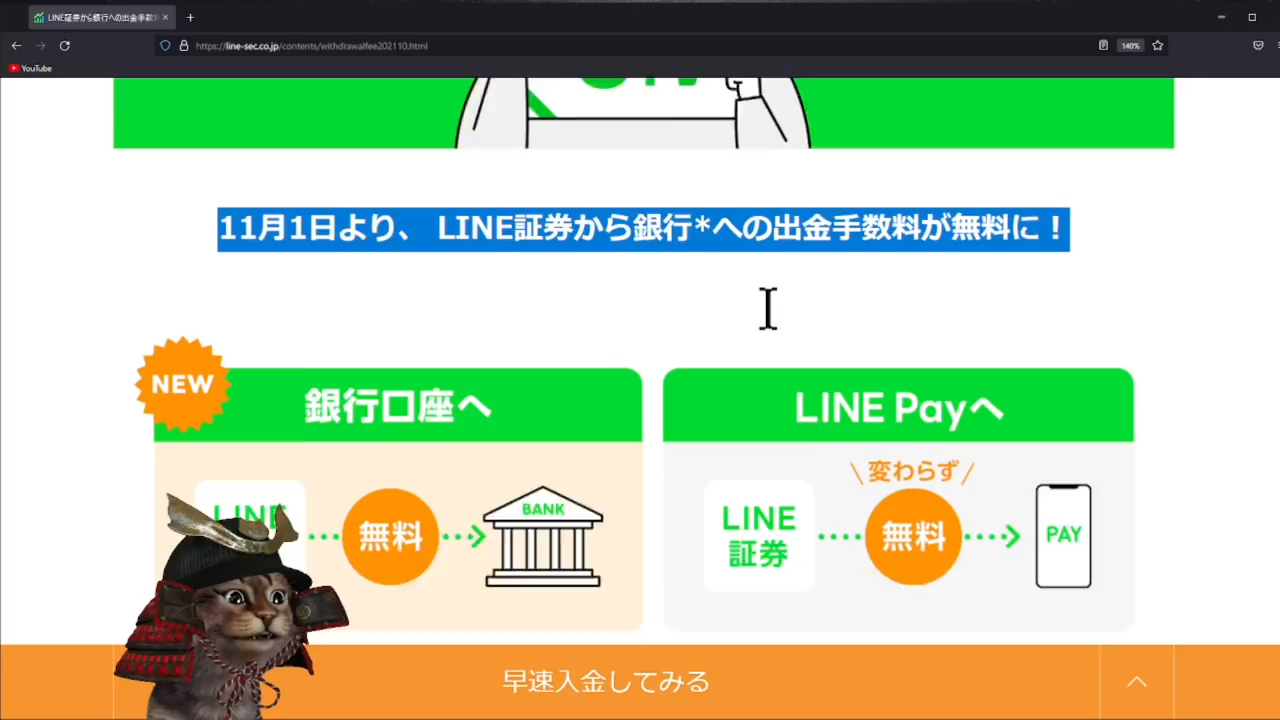 LINE証券から銀行への出金手数
https://line-sec.co.jp/contents/withdrawalfee202110.html
140%
YouTube
11月1日より、 LINE証券から銀行*への出金手数料が無料に！
NEW
銀行口座へ
LINE Payへ
変わらず
LINE
無料
BANK
LINE
証券
無料
PAY
早速入金してみる